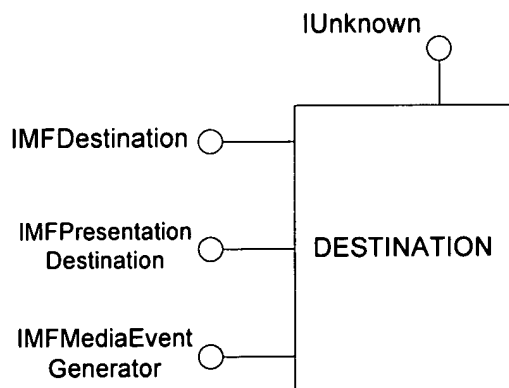 IUnknown
IMFDestination
IMFPresentation
Destination
DESTINATION
IMFMediaEvent
Generator